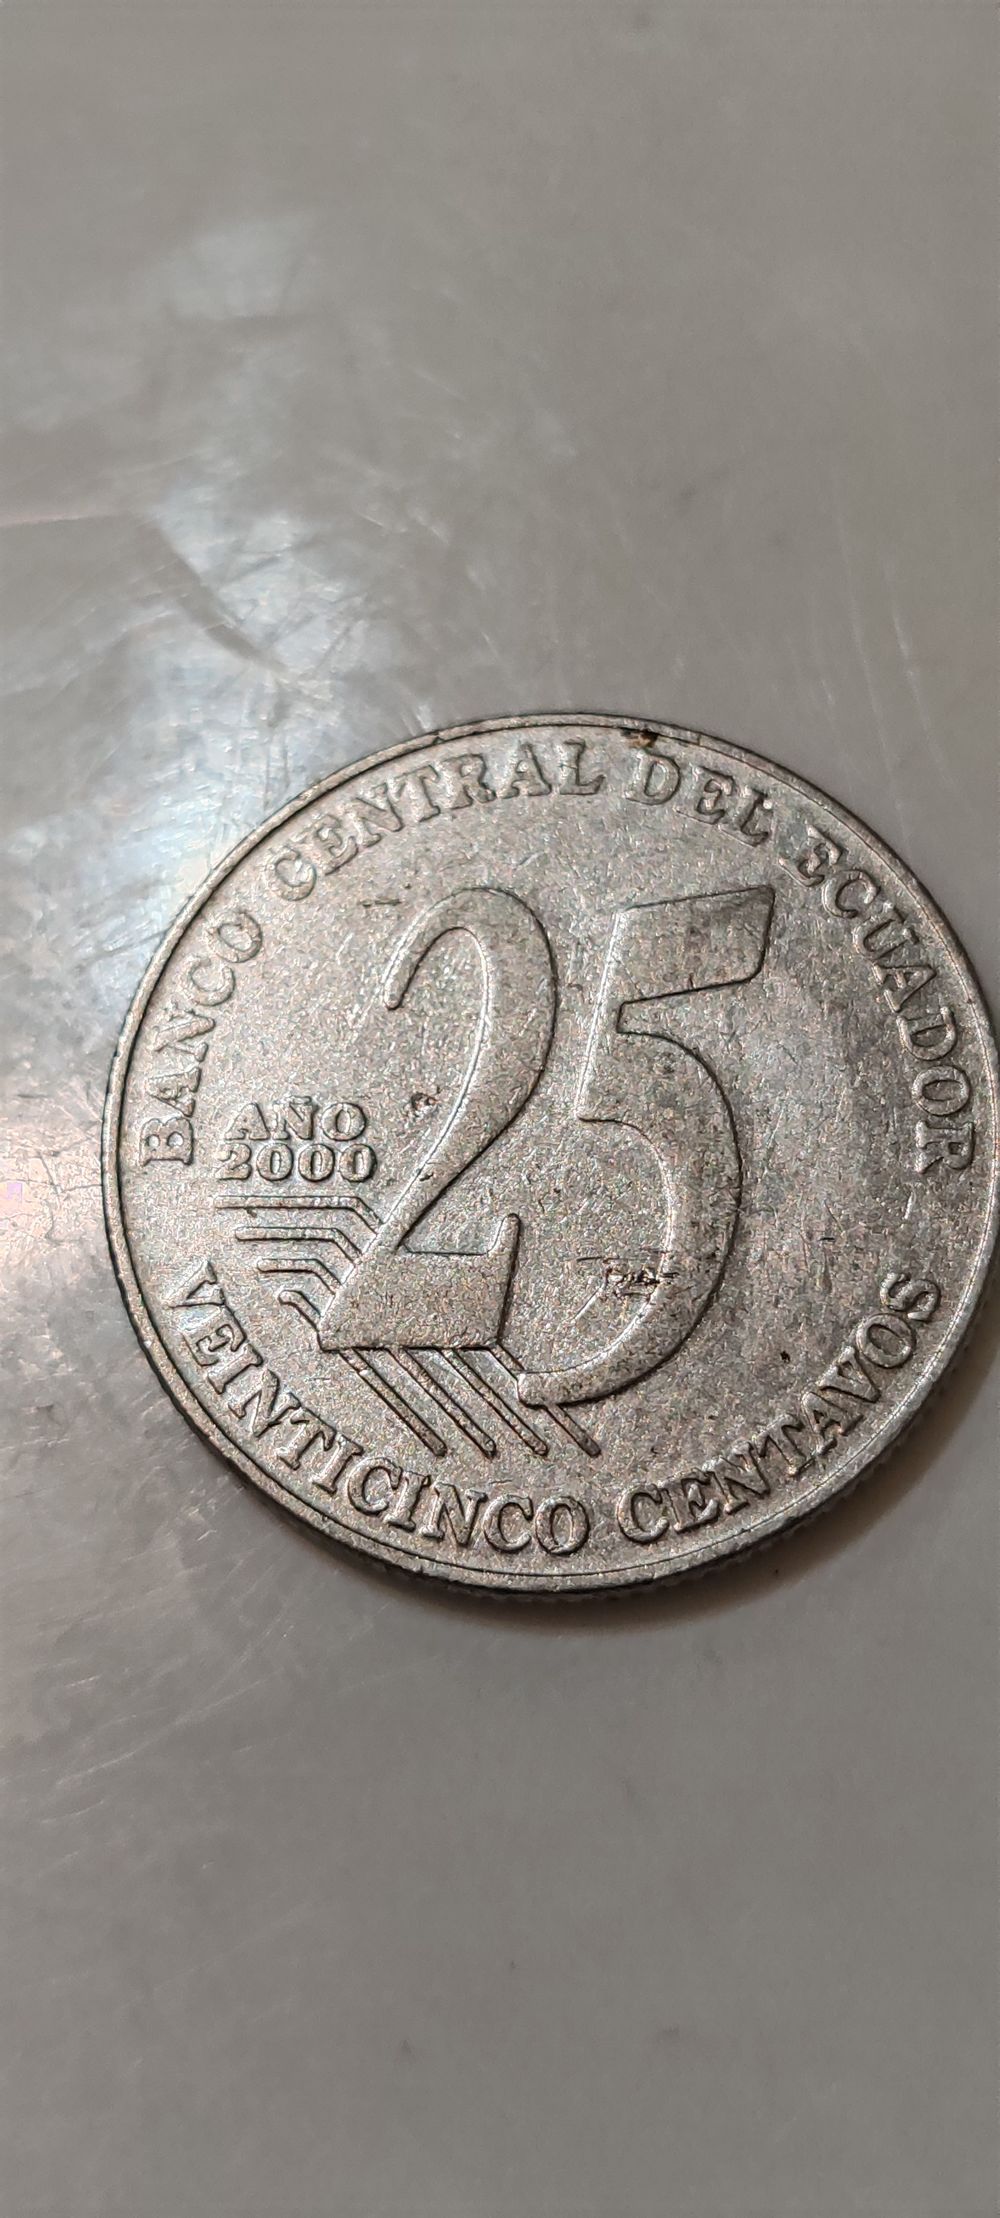 BANCO CENTRAL DEL ECUADOR
25
AÑO
2000
VEINTICINCO CENTAVOS